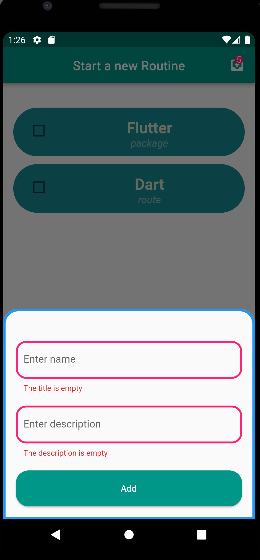 1:26
Start a new Routine
5
Flutter
package
Dart
route
Enter name
The title is empty
Enter description
The description is empty
Add